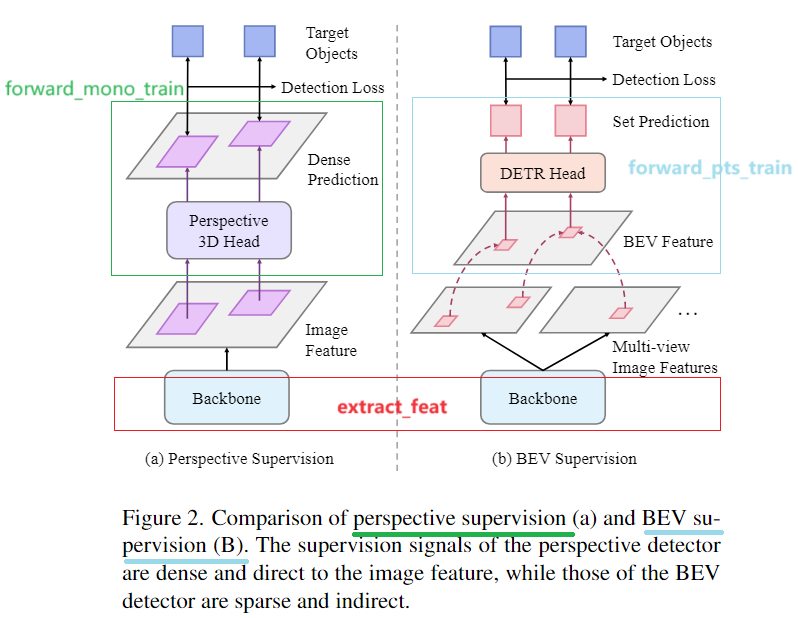 Target
Objects
forward_mono_train
Detection Loss
Dense
Prediction
Perspective
3D Head
Image
Feature
Backbone
(a) Perspective Supervision
Target Objects
Detection Loss
Set Prediction
DETR Head
forward_pts_train
BEV Feature
...
Multi-view
Image Features
extract_feat
Backbone
(b) BEV Supervision
Figure 2. Comparison of perspective supervision (a) and BEV su-
pervision (B). The supervision signals of the perspective detector
are dense and direct to the image feature, while those of the BEV
detector are sparse and indirect.